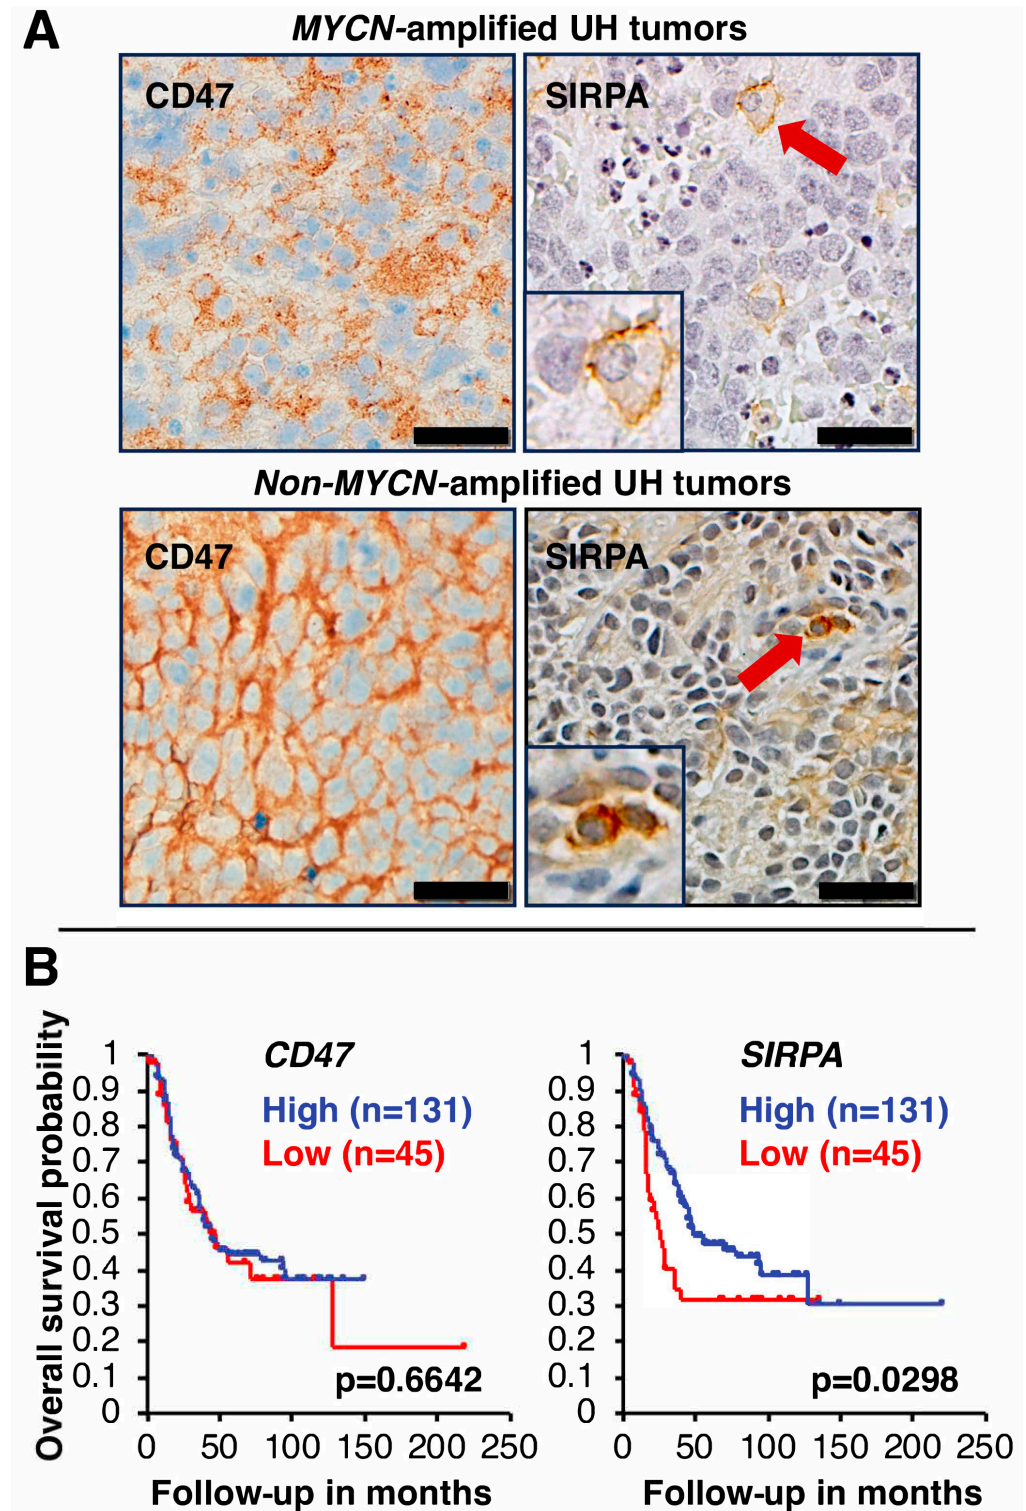 A
MYCN-amplified UH tumors
CD47
SIRPA
Non-MYCN-amplified UH tumors
CD47
SIRPA
B
Overall survival probability
1
0.9
0.8
0.7
0.6
0.5
0.4
0.3
0.2
0.1
0
CD47
High (n=131)
Low (n=45)
p=0.6642
0 50 100 150 200 250
Follow-up in months
1
0.9
0.8
0.7
0.6
0.5
0.4
0.3
0.2
0.1
0
SIRPA
High (n=131)
Low (n=45)
p=0.0298
0 50 100 150 200 250
Follow-up in months